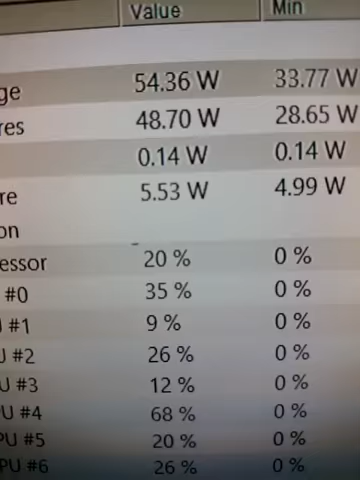 Value Min
ge 54.36 W 33.77 W
res 48.70 W 28.65 W
0.14 W 0.14 W
re 5.53 W 4.99 W
on
essor 20 % 0 %
#0 35 % 0 %
#1 9 % 0 %
U #2 26 % 0 %
U #3 12 % 0 %
U #4 68 % 0 %
PU #5 20 % 0 %
PU #6 26 % 0 %